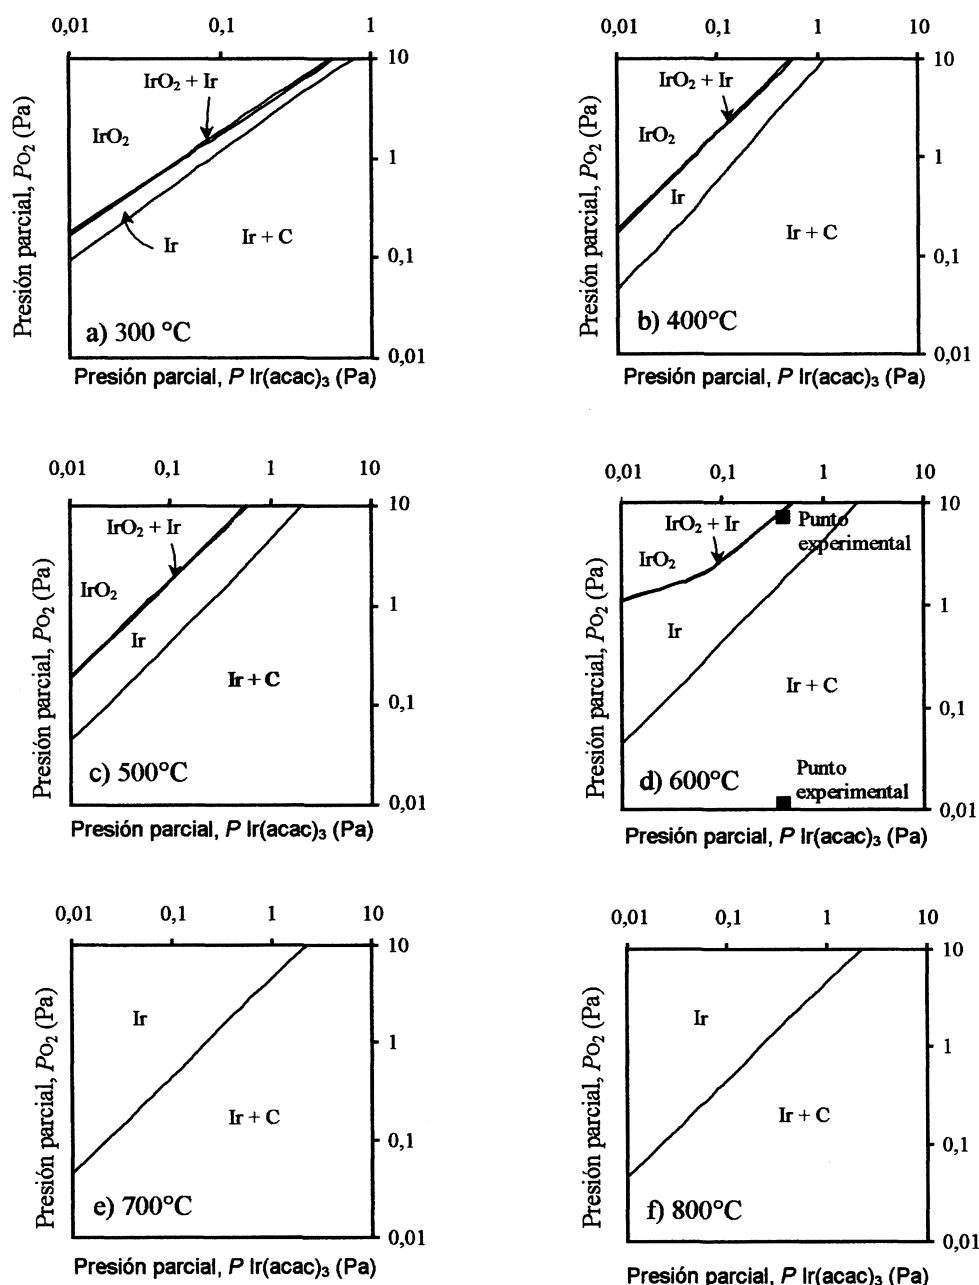 0,01 0,1 1
10
IrO₂ + Ir
IrO₂
1
Ir
Ir + C
0,1
a) 300 °C
0,01
Presión parcial, PO₂ (Pa)
Presión parcial, P Ir(acac)₃ (Pa)
0,01 0,1 1 10
10
IrO₂ + Ir
IrO₂
1
Ir
Ir + C
0,1
b) 400°C
0,01
Presión parcial, PO₂ (Pa)
Presión parcial, P Ir(acac)₃ (Pa)
0,01 0,1 1 10
10
IrO₂ + Ir
IrO₂
1
Ir
Ir + C
0,1
c) 500°C
0,01
Presión parcial, PO₂ (Pa)
Presión parcial, P Ir(acac)₃ (Pa)
0,01 0,1 1 10
10
IrO₂ + Ir
Punto
experimental
IrO₂
1
Ir
Ir + C
0,1
Punto
experimental
d) 600°C
0,01
Presión parcial, PO₂ (Pa)
Presión parcial, P Ir(acac)₃ (Pa)
0,01 0,1 1 10
10
Ir
1
Ir + C
0,1
e) 700°C
0,01
Presión parcial, PO₂ (Pa)
Presión parcial, P Ir(acac)₃ (Pa)
0,01 0,1 1 10
10
Ir
1
Ir + C
0,1
f) 800°C
0,01
Presión parcial, PO₂ (Pa)
Presión parcial, P Ir(acac)₃ (Pa)